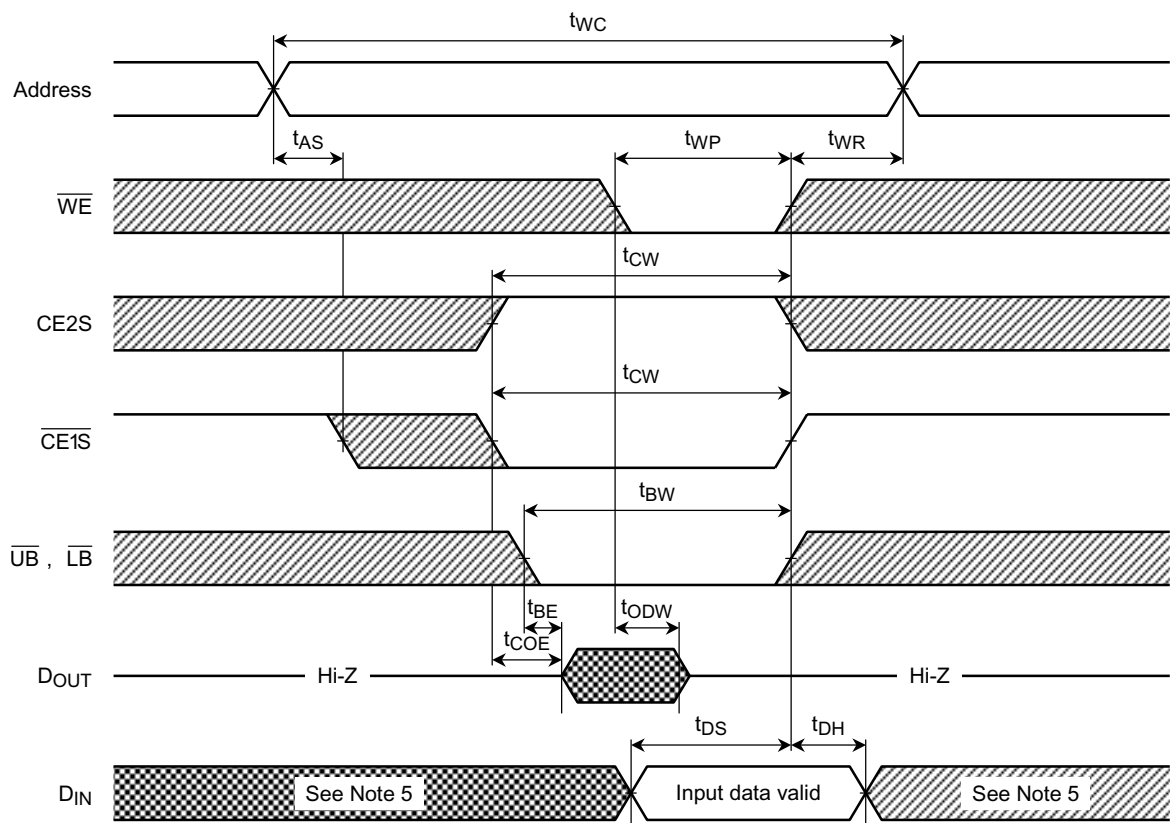 tWC
Address
tAS
tWP
tWR
WE
tCW
CE2S
tCW
CE1S
tBW
UB , LB
tBE
tODW
tCOE
DOUT
Hi-Z
Hi-Z
tDS
tDH
DIN
See Note 5
Input data valid
See Note 5